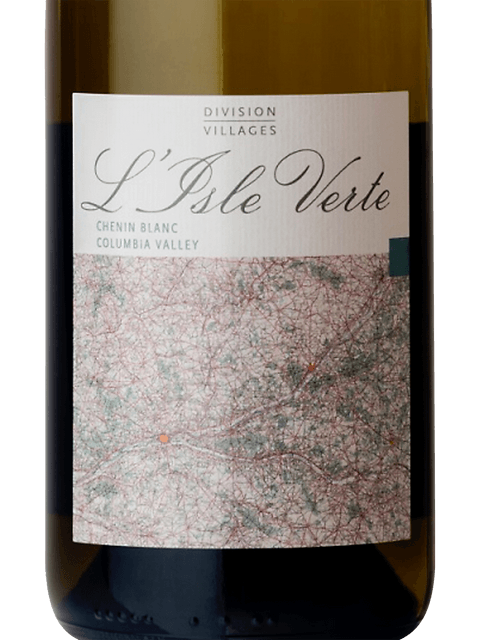 DIVISION
VILLAGES
L'Isle Verte
CHENIN BLANC
COLUMBIA VALLEY